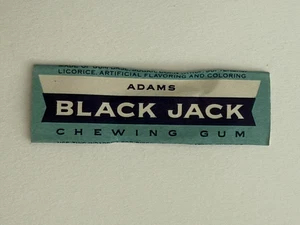 LICORICE, ARTIFICIAL FLAVORING AND COLORING
ADAMS
BLACK JACK
CHEWING GUM